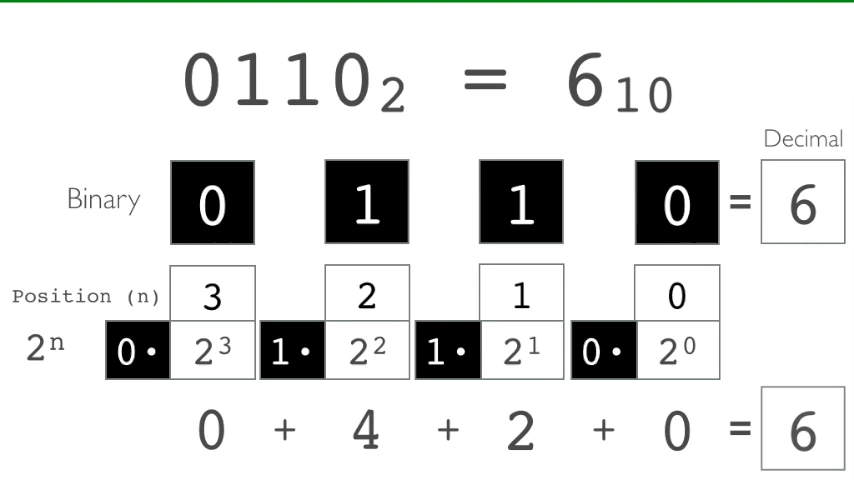 0110₂ = 6₁₀
Decimal
Binary 0 1 1 0 = 6
Position (n) 3 2 1 0
2ⁿ 0· 2³ 1· 2² 1· 2¹ 0· 2⁰
0 + 4 + 2 + 0 = 6